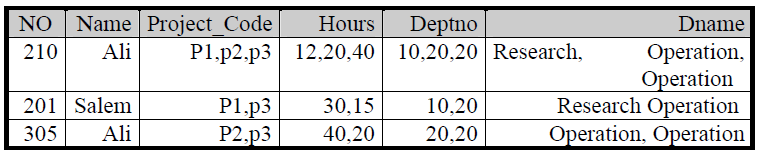 NO Name Project_Code Hours Deptno Dname
210 Ali P1,p2,p3 12,20,40 10,20,20 Research, Operation,
Operation
201 Salem P1,p3 30,15 10,20 Research Operation
305 Ali P2,p3 40,20 20,20 Operation, Operation